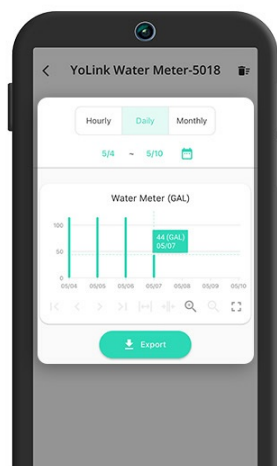 YoLink Water Meter-5018
Hourly Daily Monthly
5/4 ~ 5/10
Water Meter (GAL)
100
44 (GAL)
05/07
50
0
05/04 05/05 05/06 05/07 05/08 05/09 05/10
Export